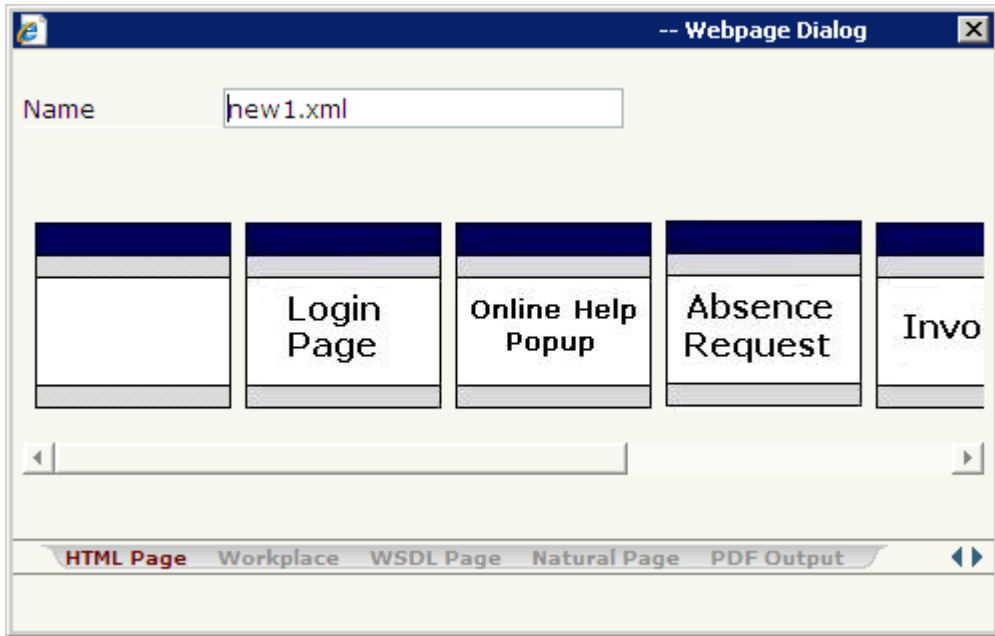 -- Webpage Dialog
Name new1.xml
Login
Page
Online Help
Popup
Absence
Request
Invo
HTML Page Workplace WSDL Page Natural Page PDF Output